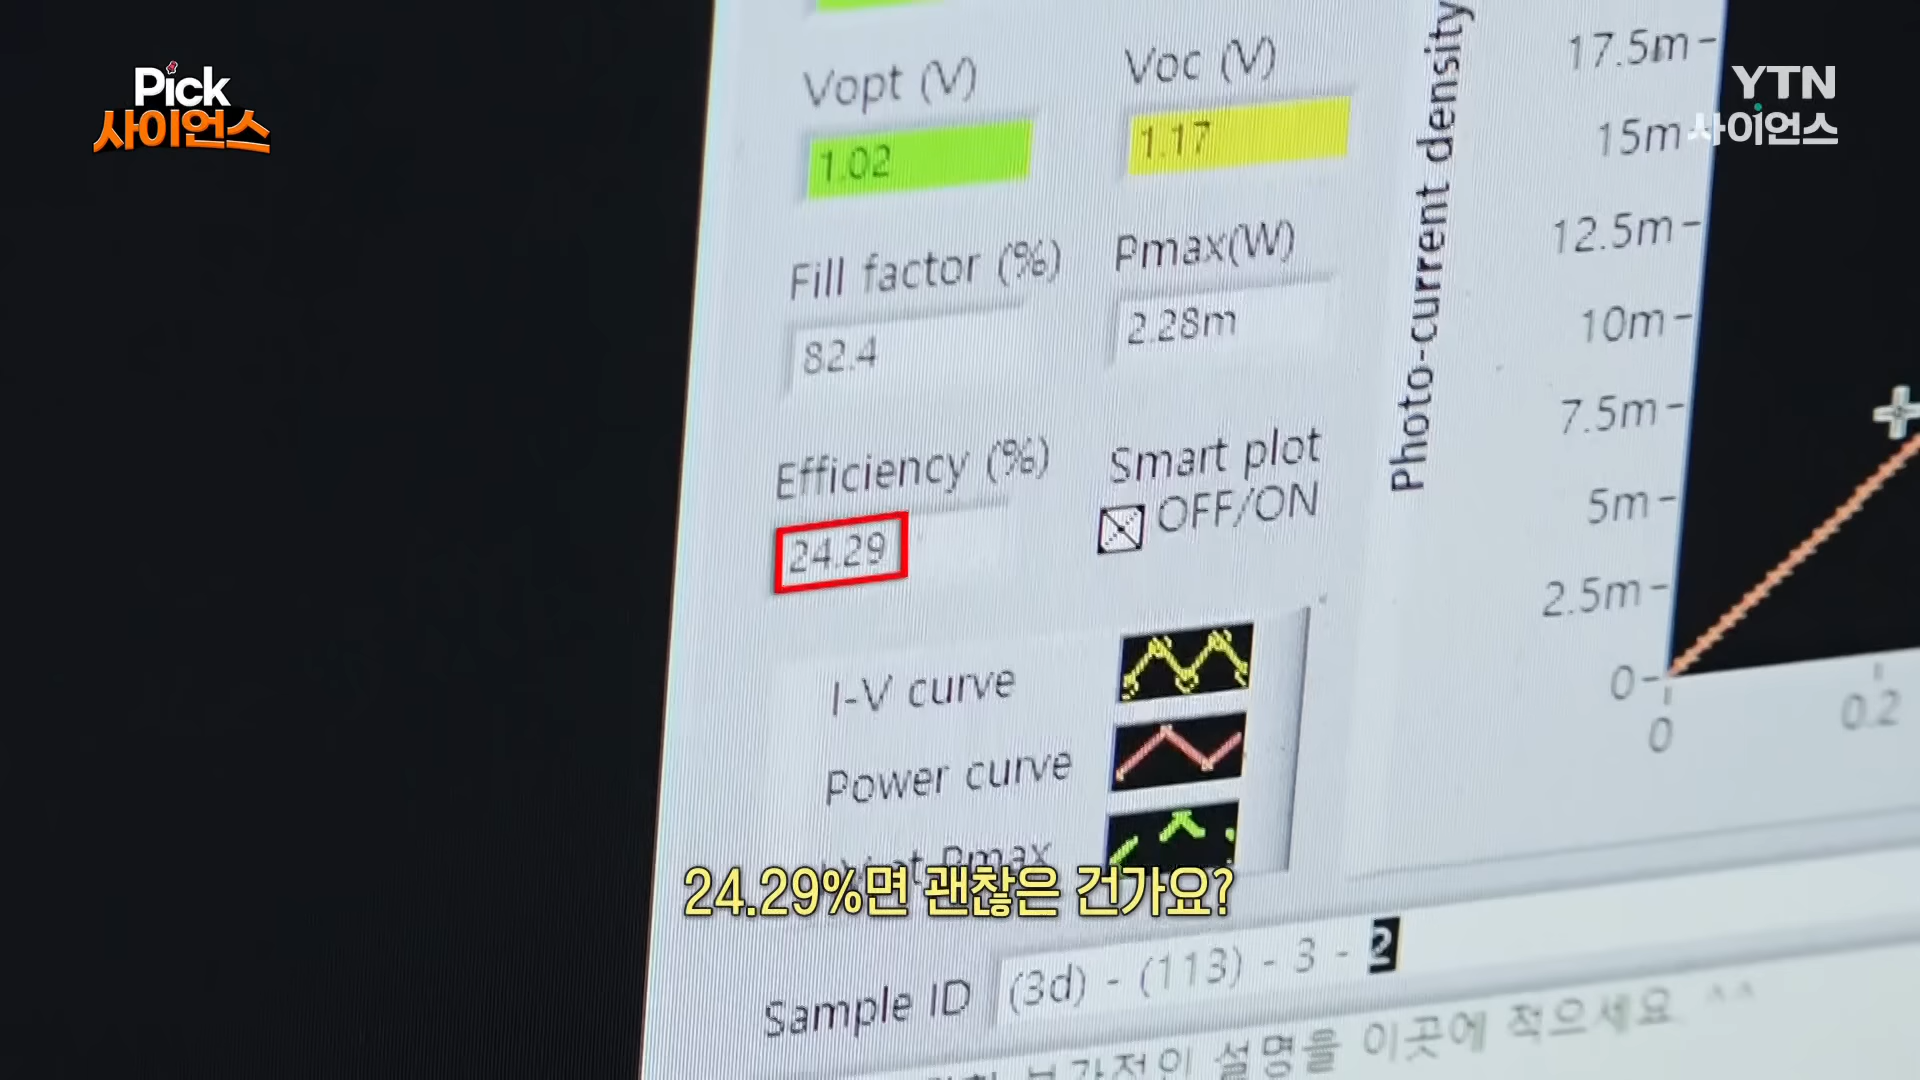 Pick
사이언스
YTN
사이언스
Vopt (V)
Voc (V)
1.02
1.17
Fill factor (%)
Pmax(W)
82.4
2.28m
Efficiency (%)
Smart plot
24.29
OFF/ON
I-V curve
Power curve
Pmax
Photo-current density
17.5m
15m
12.5m
10m
7.5m
5m
2.5m
0
0
0.2
24.29%면 괜찮은 건가요?
Sample ID
(3d) - (113) - 3 - 2
설명을 이곳에 적으세요 ^^